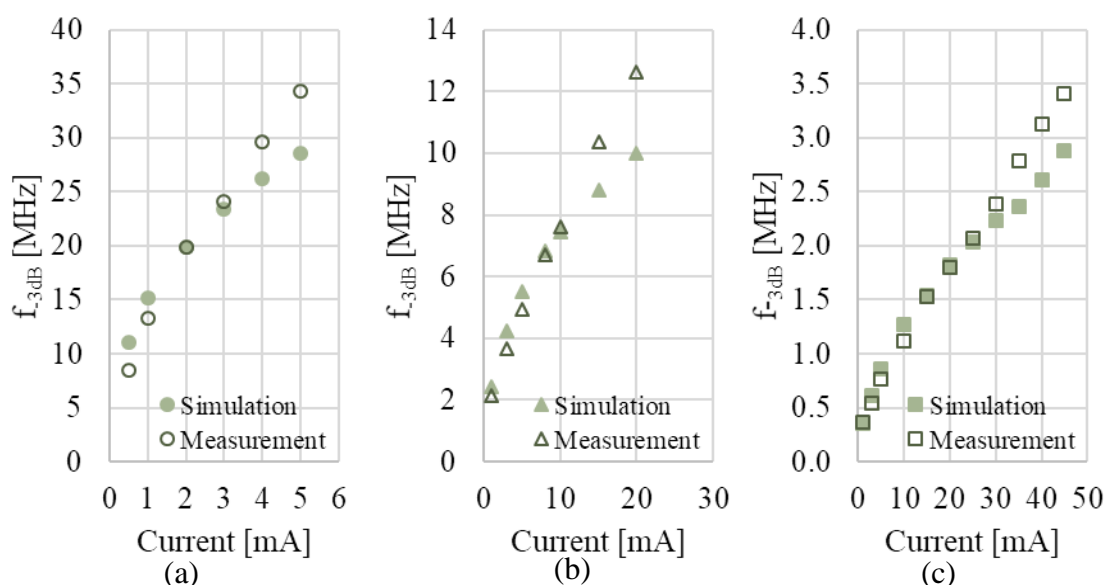 40
35
30
25
20
15
10
5
0
f-3dB [MHz]
Simulation
Measurement
0 1 2 3 4 5 6
Current [mA]
(a)
14
12
10
8
6
4
2
0
f-3dB [MHz]
Simulation
Measurement
0 10 20 30
Current [mA]
(b)
4.0
3.5
3.0
2.5
2.0
1.5
1.0
0.5
0.0
f-3dB [MHz]
Simulation
Measurement
0 10 20 30 40 50
Current [mA]
(c)